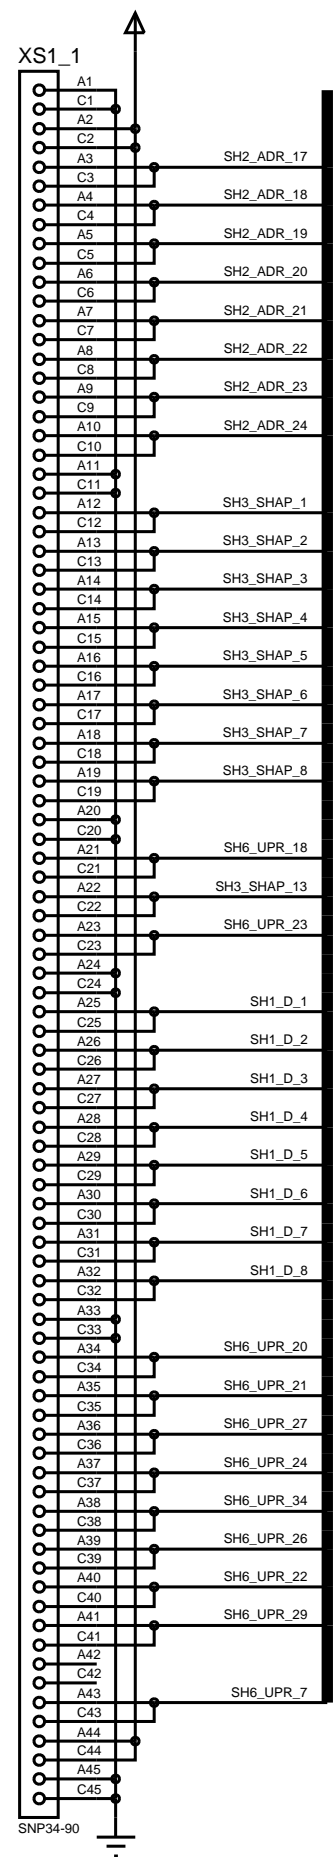 XS1_1
A1
C1
A2
C2
A3
SH2_ADR_17
C3
A4
SH2_ADR_18
C4
A5
SH2_ADR_19
C5
A6
SH2_ADR_20
C6
A7
SH2_ADR_21
C7
A8
SH2_ADR_22
C8
A9
SH2_ADR_23
C9
A10
SH2_ADR_24
C10
A11
C11
A12
SH3_SHAP_1
C12
A13
SH3_SHAP_2
C13
A14
SH3_SHAP_3
C14
A15
SH3_SHAP_4
C15
A16
SH3_SHAP_5
C16
A17
SH3_SHAP_6
C17
A18
SH3_SHAP_7
C18
A19
SH3_SHAP_8
C19
A20
C20
A21
SH6_UPR_18
C21
A22
SH3_SHAP_13
C22
A23
SH6_UPR_23
C23
A24
C24
A25
SH1_D_1
C25
A26
SH1_D_2
C26
A27
SH1_D_3
C27
A28
SH1_D_4
C28
A29
SH1_D_5
C29
A30
SH1_D_6
C30
A31
SH1_D_7
C31
A32
SH1_D_8
C32
A33
C33
A34
SH6_UPR_20
C34
A35
SH6_UPR_21
C35
A36
SH6_UPR_27
C36
A37
SH6_UPR_24
C37
A38
SH6_UPR_34
C38
A39
SH6_UPR_26
C39
A40
SH6_UPR_22
C40
A41
SH6_UPR_29
C41
A42
C42
A43
SH6_UPR_7
C43
A44
C44
A45
C45
SNP34-90